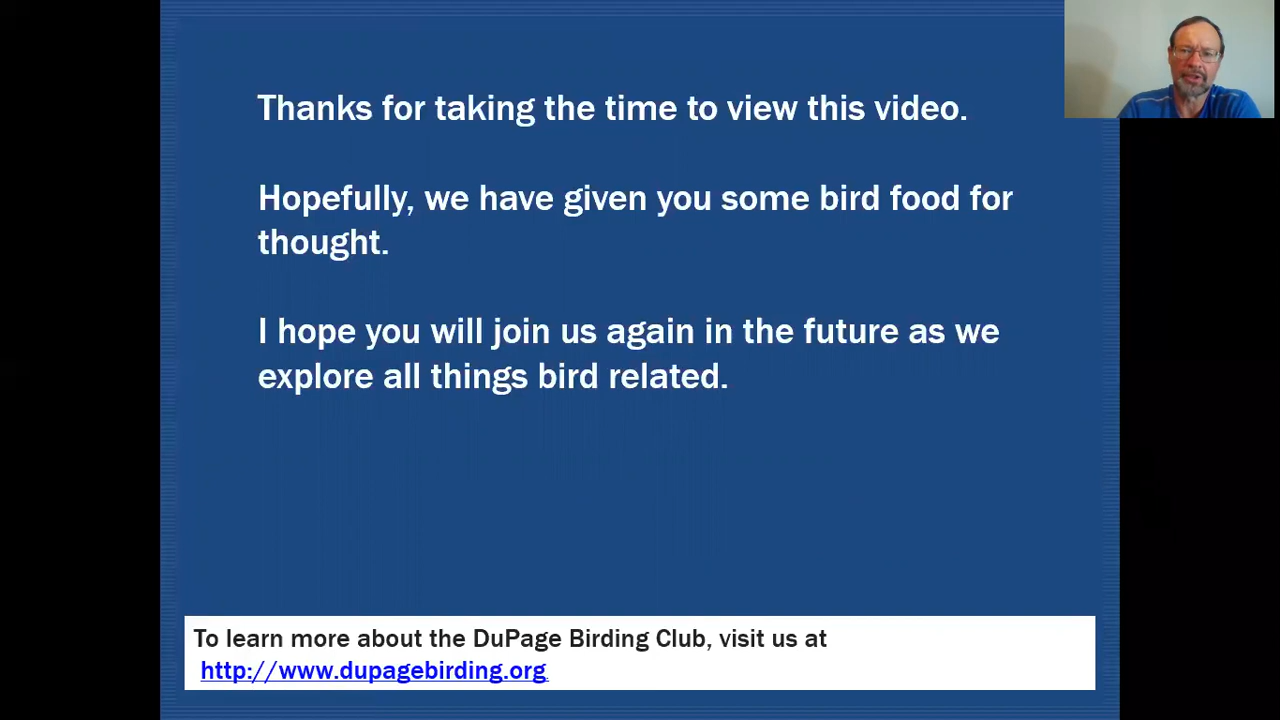 Thanks for taking the time to view this video.
Hopefully, we have given you some bird food for
thought.
I hope you will join us again in the future as we
explore all things bird related.
To learn more about the DuPage Birding Club, visit us at
http://www.dupagebirding.org